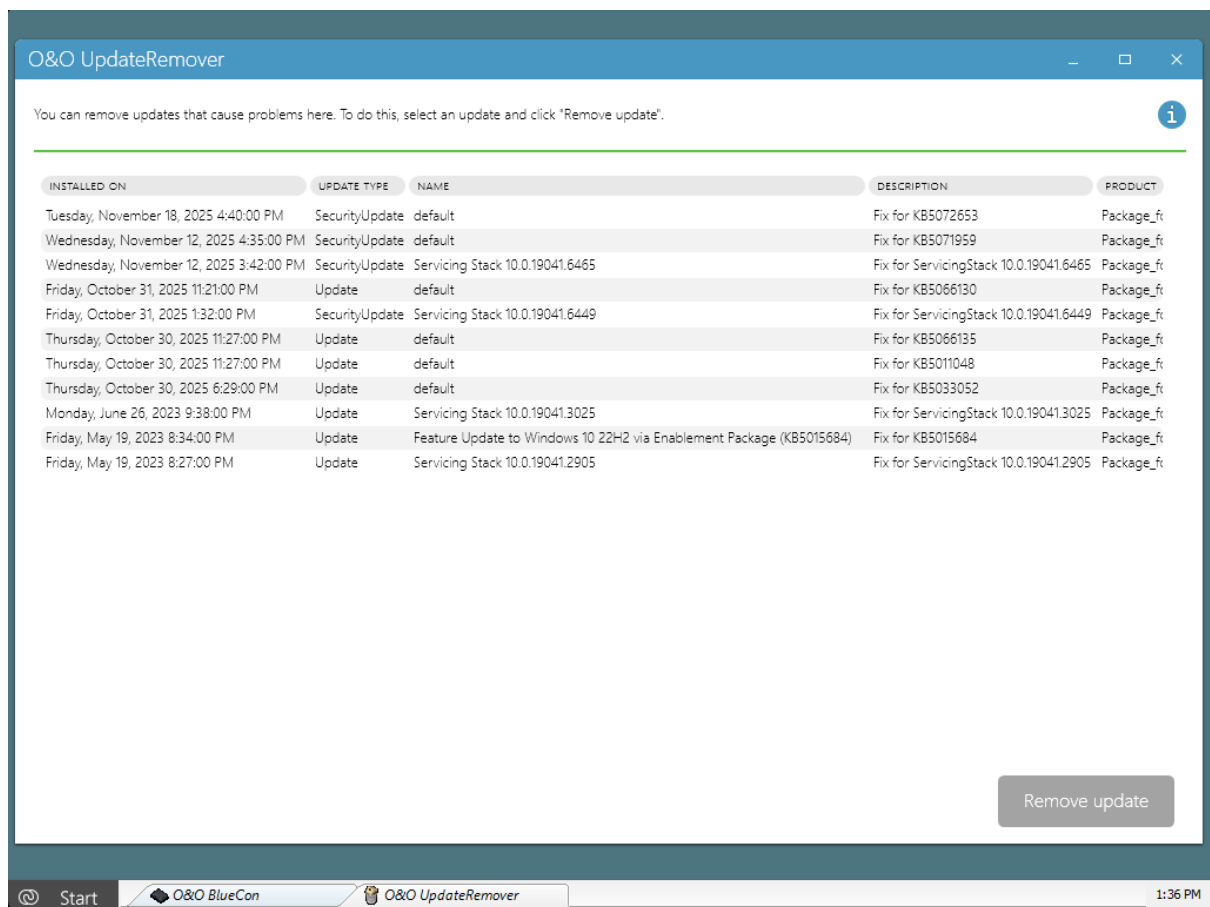 O&O UpdateRemover
You can remove updates that cause problems here. To do this, select an update and click "Remove update".
i
INSTALLED ON UPDATE TYPE NAME DESCRIPTION PRODUCT
Tuesday, November 18, 2025 4:40:00 PM SecurityUpdate default Fix for KB5072653 Package_fo
Wednesday, November 12, 2025 4:35:00 PM SecurityUpdate default Fix for KB5071959 Package_fo
Wednesday, November 12, 2025 3:42:00 PM SecurityUpdate Servicing Stack 10.0.19041.6465 Fix for ServicingStack 10.0.19041.6465 Package_fo
Friday, October 31, 2025 11:21:00 PM Update default Fix for KB5066130 Package_fo
Friday, October 31, 2025 1:32:00 PM SecurityUpdate Servicing Stack 10.0.19041.6449 Fix for ServicingStack 10.0.19041.6449 Package_fo
Thursday, October 30, 2025 11:27:00 PM Update default Fix for KB5066135 Package_fo
Thursday, October 30, 2025 11:27:00 PM Update default Fix for KB5011048 Package_fo
Thursday, October 30, 2025 6:29:00 PM Update default Fix for KB5033052 Package_fo
Monday, June 26, 2023 9:38:00 PM Update Servicing Stack 10.0.19041.3025 Fix for ServicingStack 10.0.19041.3025 Package_fo
Friday, May 19, 2023 8:34:00 PM Update Feature Update to Windows 10 22H2 via Enablement Package (KB5015684) Fix for KB5015684 Package_fo
Friday, May 19, 2023 8:27:00 PM Update Servicing Stack 10.0.19041.2905 Fix for ServicingStack 10.0.19041.2905 Package_fo
Remove update
Start O&O BlueCon O&O UpdateRemover 1:36 PM